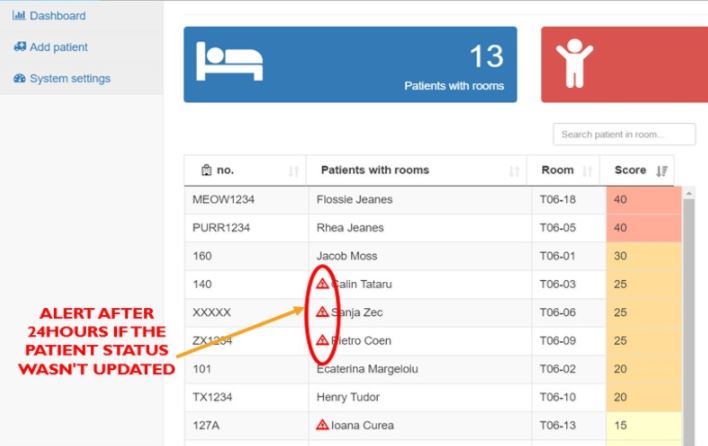 Dashboard
Add patient
System settings
13
Patients with rooms
Search patient in room...
no. Patients with rooms Room Score
MEOW1234 Flossie Jeanes T06-18 40
PURR1234 Rhea Jeanes T06-05 40
160 Jacob Moss T06-01 30
140 Calin Tataru T06-03 25
XXXXX Sanja Zec T06-06 25
ZX1234 Pietro Coen T06-09 25
101 Ecaterina Margeloiu T06-02 20
TX1234 Henry Tudor T06-10 20
127A Ioana Curea T06-13 15
ALERT AFTER
24HOURS IF THE
PATIENT STATUS
WASN'T UPDATED